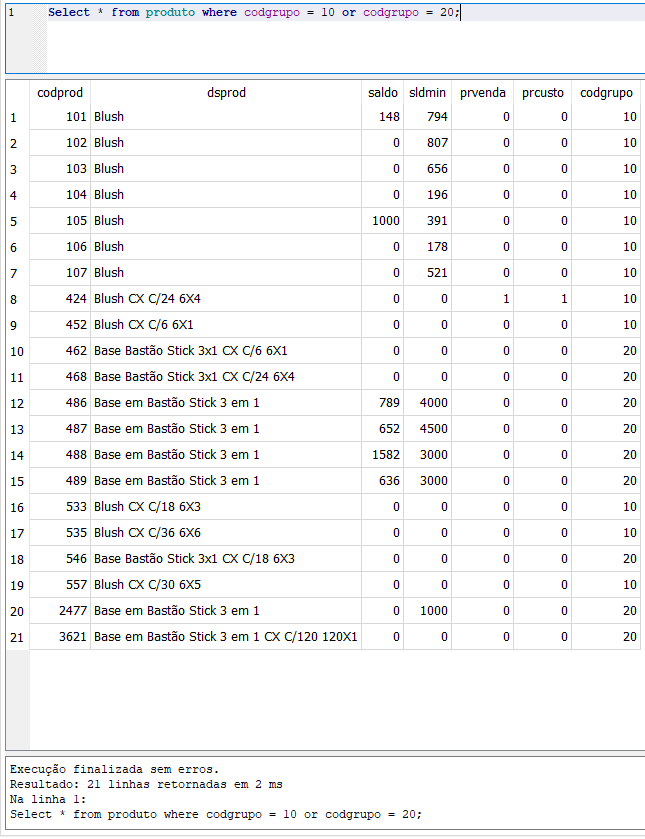 1 Select * from produto where codgrupo = 10 or codgrupo = 20;
codprod dsprod saldo sldmin prvenda prcusto codgrupo
1 101 Blush 148 794 0 0 10
2 102 Blush 0 807 0 0 10
3 103 Blush 0 656 0 0 10
4 104 Blush 0 196 0 0 10
5 105 Blush 1000 391 0 0 10
6 106 Blush 0 178 0 0 10
7 107 Blush 0 521 0 0 10
8 424 Blush CX C/24 6X4 0 0 1 1 10
9 452 Blush CX C/6 6X1 0 0 0 0 10
10 462 Base Bastão Stick 3x1 CX C/6 6X1 0 0 0 0 20
11 468 Base Bastão Stick 3x1 CX C/24 6X4 0 0 0 0 20
12 486 Base em Bastão Stick 3 em 1 789 4000 0 0 20
13 487 Base em Bastão Stick 3 em 1 652 4500 0 0 20
14 488 Base em Bastão Stick 3 em 1 1582 3000 0 0 20
15 489 Base em Bastão Stick 3 em 1 636 3000 0 0 20
16 533 Blush CX C/18 6X3 0 0 0 0 10
17 535 Blush CX C/36 6X6 0 0 0 0 10
18 546 Base Bastão Stick 3x1 CX C/18 6X3 0 0 0 0 20
19 557 Blush CX C/30 6X5 0 0 0 0 10
20 2477 Base em Bastão Stick 3 em 1 0 1000 0 0 20
21 3621 Base em Bastão Stick 3 em 1 CX C/120 120X1 0 0 0 0 20
Execução finalizada sem erros.
Resultado: 21 linhas retornadas em 2 ms
Na linha 1:
Select * from produto where codgrupo = 10 or codgrupo = 20;